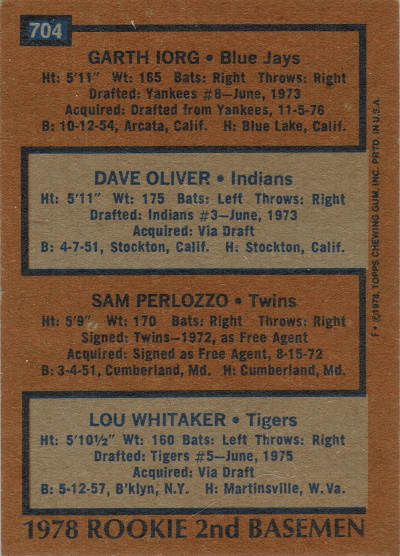 704
GARTH IORG • Blue Jays
Ht: 5'11" Wt: 165 Bats: Right Throws: Right
Drafted: Yankees #8—June, 1973
Acquired: Drafted from Yankees, 11-5-76
B: 10-12-54, Arcata, Calif. H: Blue Lake, Calif.
DAVE OLIVER • Indians
Ht: 5'11" Wt: 175 Bats: Left Throws: Right
Drafted: Indians #3—June, 1973
Acquired: Via Draft
B: 4-7-51, Stockton, Calif. H: Stockton, Calif.
SAM PERLOZZO • Twins
Ht: 5'9" Wt: 170 Bats: Right Throws: Right
Signed: Twins—1972, as Free Agent
Acquired: Signed as Free Agent, 8-15-72
B: 3-4-51, Cumberland, Md. H: Cumberland, Md.
LOU WHITAKER • Tigers
Ht: 5'10½" Wt: 160 Bats: Left Throws: Right
Drafted: Tigers #5—June, 1975
Acquired: Via Draft
B: 5-12-57, B'klyn, N.Y. H: Martinsville, W. Va.
1978 ROOKIE 2nd BASEMEN
F• ©1978, TOPPS CHEWING GUM, INC. PRTD. IN U.S.A.